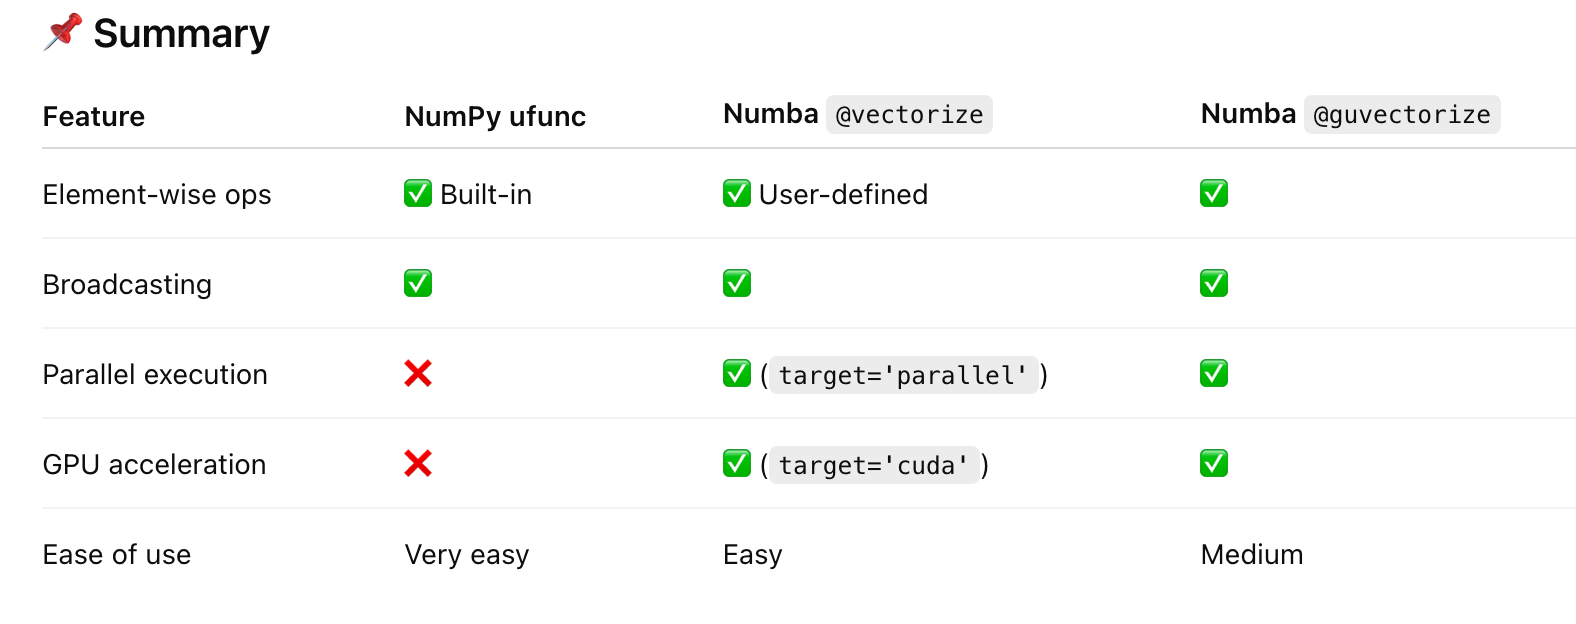 📌 Summary
Feature NumPy ufunc Numba @vectorize Numba @guvectorize
Element-wise ops ✅ Built-in ✅ User-defined ✅
Broadcasting ✅ ✅ ✅
Parallel execution ❌ ✅ (target='parallel') ✅
GPU acceleration ❌ ✅ (target='cuda') ✅
Ease of use Very easy Easy Medium